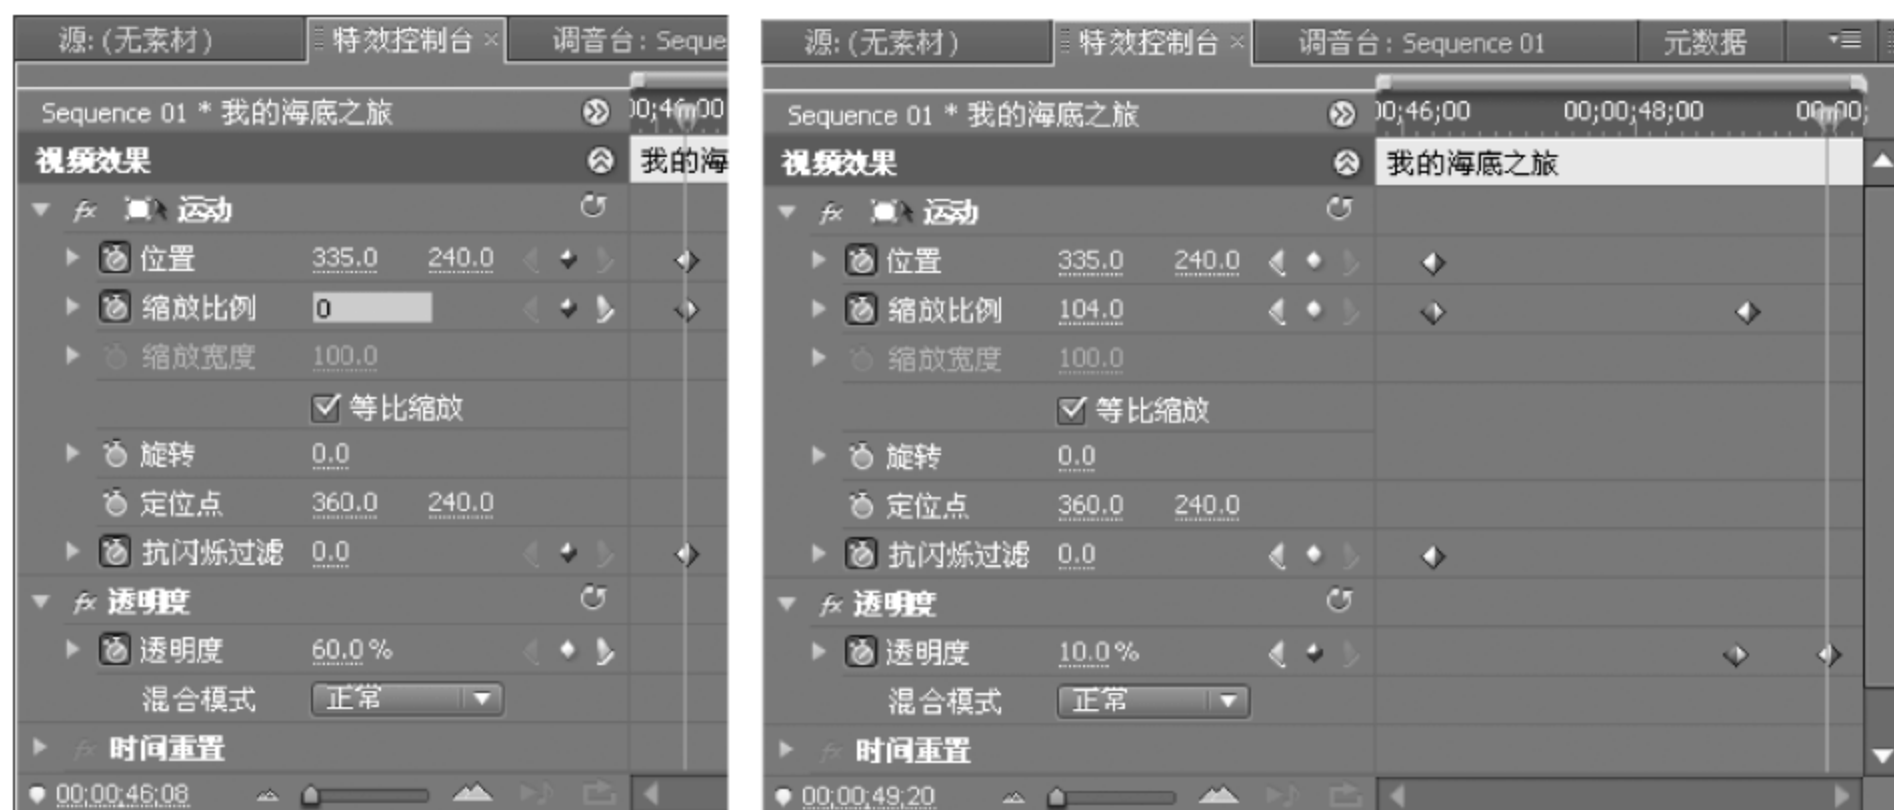 源: (无素材)
特效控制台 ×
调音台: Seque
Sequence 01 * 我的海底之旅
视频效果
我的海
fx 运动
位置 335.0 240.0
缩放比例 0
缩放宽度 100.0
等比缩放
旋转 0.0
定位点 360.0 240.0
抗闪烁过滤 0.0
fx 透明度
透明度 60.0%
混合模式 正常
fx 时间重置
00;00;46;08
源: (无素材)
特效控制台 ×
调音台: Sequence 01
元数据
Sequence 01 * 我的海底之旅
00;46;00 00;00;48;00
视频效果
我的海底之旅
fx 运动
位置 335.0 240.0
缩放比例 104.0
缩放宽度 100.0
等比缩放
旋转 0.0
定位点 360.0 240.0
抗闪烁过滤 0.0
fx 透明度
透明度 10.0%
混合模式 正常
fx 时间重置
00;00;49;20